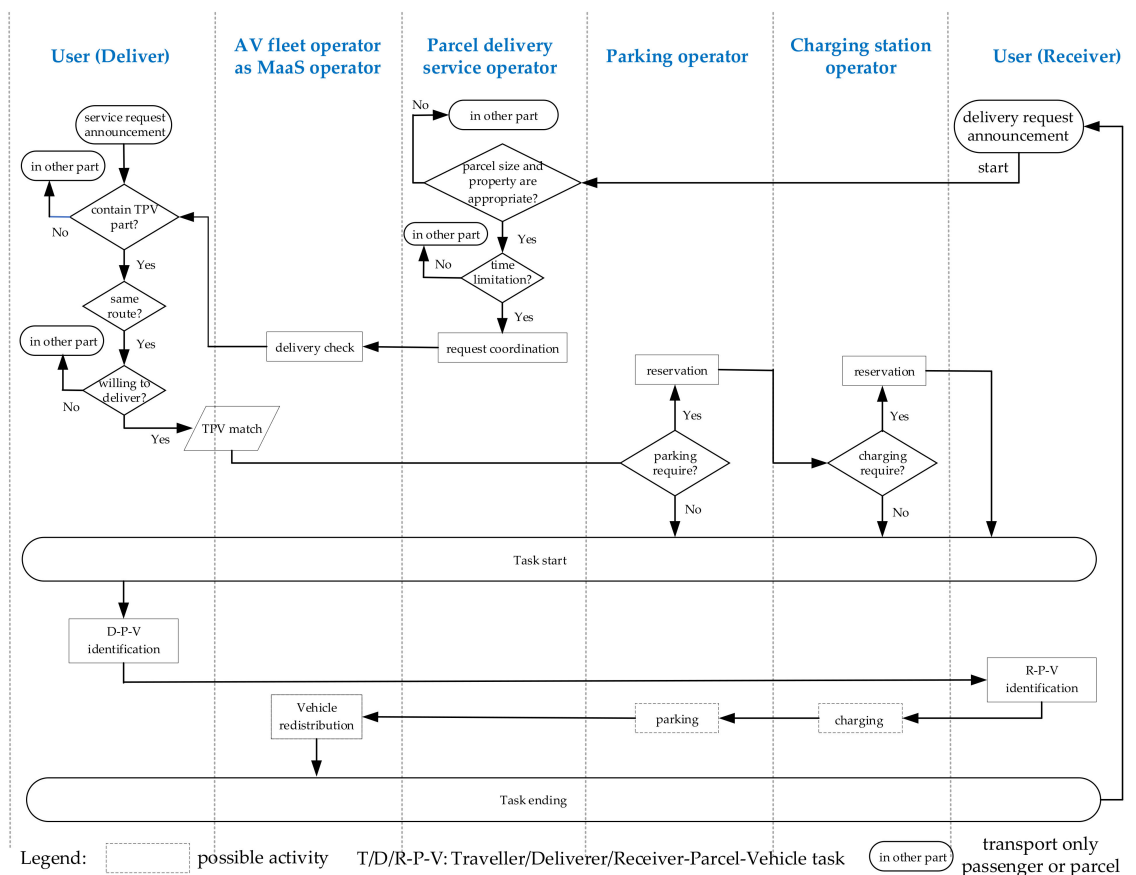 User (Deliver)
AV fleet operator
as MaaS operator
Parcel delivery
service operator
Parking operator
Charging station
operator
User (Receiver)
service request
announcement
in other part
contain TPV
part?
No
Yes
same
route?
Yes
in other part
willing to
deliver?
No
Yes
TPV match
delivery check
No
in other part
parcel size and
property are
appropriate?
Yes
in other part
No
time
limitation?
Yes
request coordination
reservation
Yes
parking
require?
No
reservation
Yes
charging
require?
No
delivery request
announcement
start
Task start
D-P-V
identification
R-P-V
identification
Vehicle
redistribution
parking
charging
Task ending
Legend:
possible activity
T/D/R-P-V: Traveller/Deliverer/Receiver-Parcel-Vehicle task
in other part
transport only
passenger or parcel